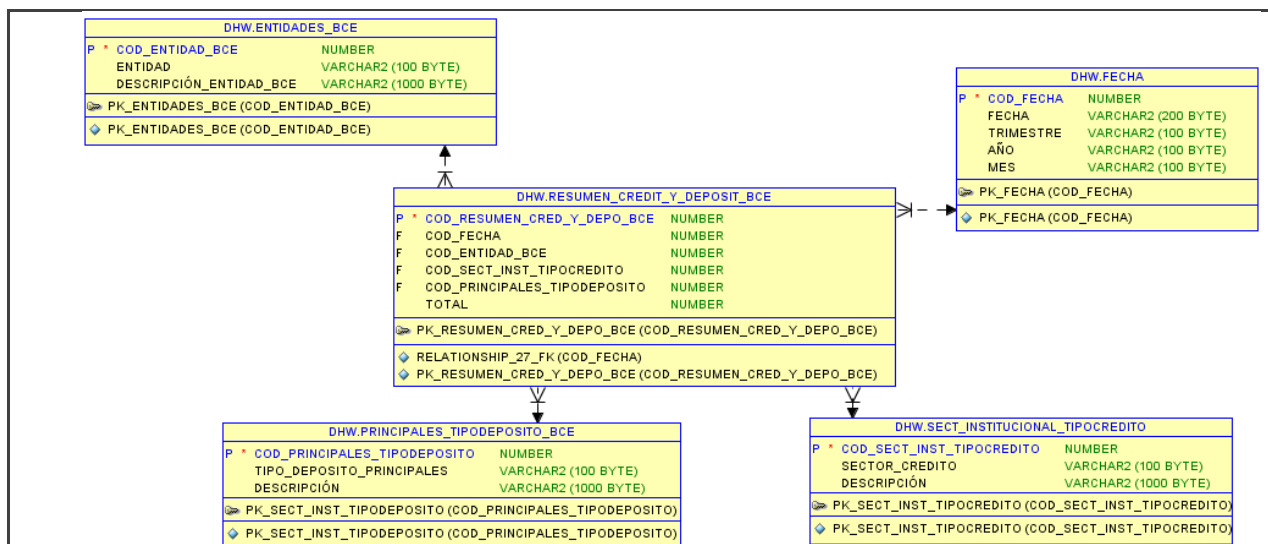 DHW.ENTIDADES_BCE
P * COD_ENTIDAD_BCE NUMBER
ENTIDAD VARCHAR2 (100 BYTE)
DESCRIPCIÓN_ENTIDAD_BCE VARCHAR2 (1000 BYTE)
PK_ENTIDADES_BCE (COD_ENTIDAD_BCE)
PK_ENTIDADES_BCE (COD_ENTIDAD_BCE)
DHW.FECHA
P * COD_FECHA NUMBER
FECHA VARCHAR2 (200 BYTE)
TRIMESTRE VARCHAR2 (100 BYTE)
AÑO VARCHAR2 (100 BYTE)
MES VARCHAR2 (100 BYTE)
PK_FECHA (COD_FECHA)
PK_FECHA (COD_FECHA)
DHW.RESUMEN_CREDIT_Y_DEPOSIT_BCE
P * COD_RESUMEN_CRED_Y_DEPO_BCE NUMBER
F COD_FECHA NUMBER
F COD_ENTIDAD_BCE NUMBER
F COD_SECT_INST_TIPOCREDITO NUMBER
F COD_PRINCIPALES_TIPODEPOSITO NUMBER
TOTAL NUMBER
PK_RESUMEN_CRED_Y_DEPO_BCE (COD_RESUMEN_CRED_Y_DEPO_BCE)
RELATIONSHIP_27_FK (COD_FECHA)
PK_RESUMEN_CRED_Y_DEPO_BCE (COD_RESUMEN_CRED_Y_DEPO_BCE)
DHW.PRINCIPALES_TIPODEPOSITO_BCE
P * COD_PRINCIPALES_TIPODEPOSITO NUMBER
TIPO_DEPOSITO_PRINCIPALES VARCHAR2 (100 BYTE)
DESCRIPCIÓN VARCHAR2 (1000 BYTE)
PK_SECT_INST_TIPODEPOSITO (COD_PRINCIPALES_TIPODEPOSITO)
PK_SECT_INST_TIPODEPOSITO (COD_PRINCIPALES_TIPODEPOSITO)
DHW.SECT_INSTITUCIONAL_TIPOCREDITO
P * COD_SECT_INST_TIPOCREDITO NUMBER
SECTOR_CREDITO VARCHAR2 (100 BYTE)
DESCRIPCIÓN VARCHAR2 (1000 BYTE)
PK_SECT_INST_TIPOCREDITO (COD_SECT_INST_TIPOCREDITO)
PK_SECT_INST_TIPOCREDITO (COD_SECT_INST_TIPOCREDITO)